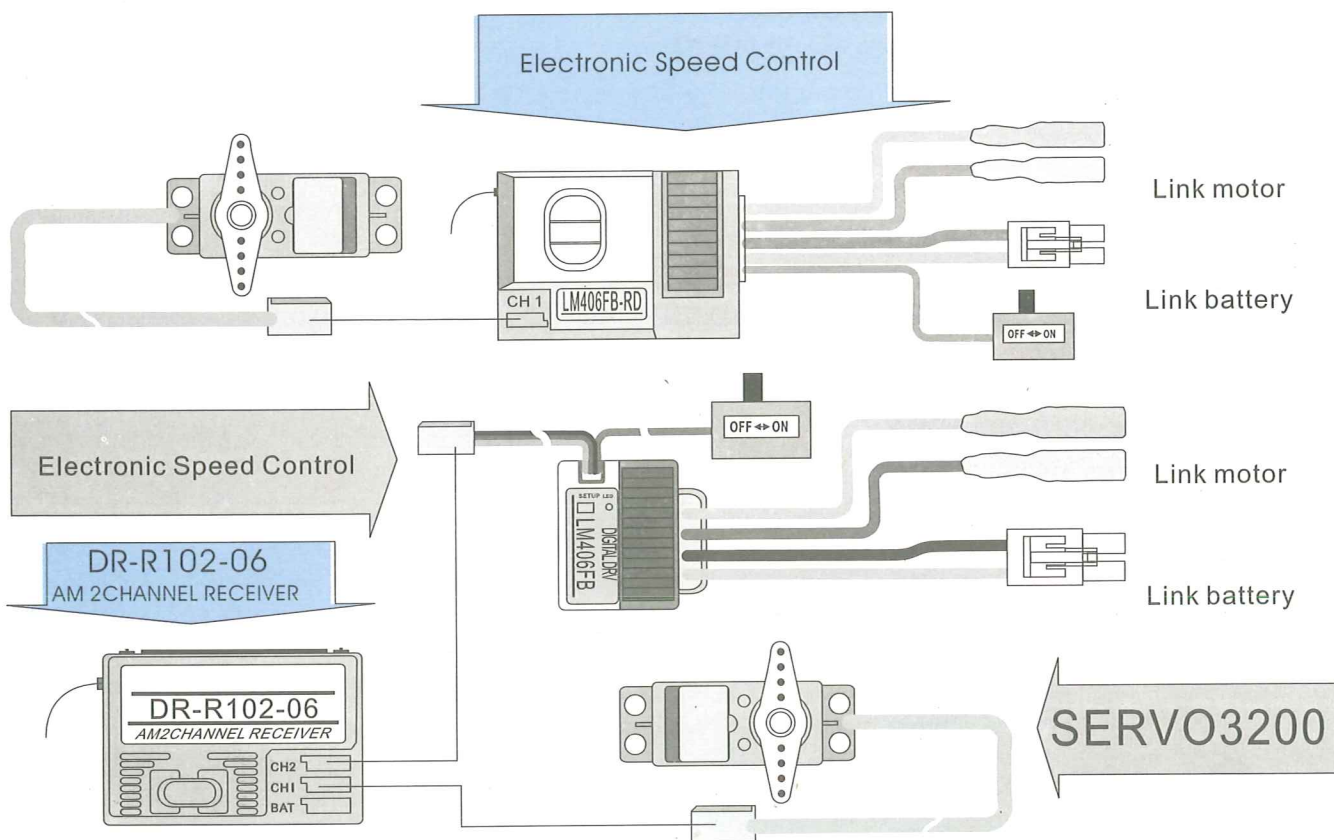 Electronic Speed Control
Link motor
CH 1
LM406FB-RD
Link battery
OFF ◂▸ ON
OFF ◂▸ ON
Electronic Speed Control
SETUP LED
DIGITALDRV
LM406FB
Link motor
Link battery
DR-R102-06
AM 2CHANNEL RECEIVER
DR-R102-06
AM2CHANNEL RECEIVER
CH2
CH1
BAT
SERVO3200